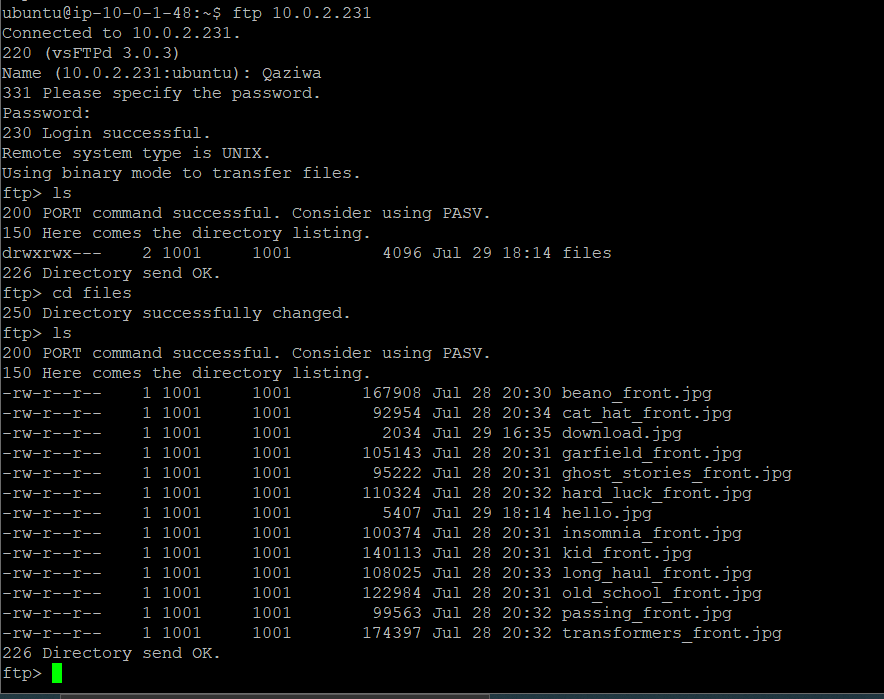 ubuntu@ip-10-0-1-48:~$ ftp 10.0.2.231
Connected to 10.0.2.231.
220 (vsFTPd 3.0.3)
Name (10.0.2.231:ubuntu): Qaziwa
331 Please specify the password.
Password:
230 Login successful.
Remote system type is UNIX.
Using binary mode to transfer files.
ftp> ls
200 PORT command successful. Consider using PASV.
150 Here comes the directory listing.
drwxrwx---    2 1001     1001         4096 Jul 29 18:14 files
226 Directory send OK.
ftp> cd files
250 Directory successfully changed.
ftp> ls
200 PORT command successful. Consider using PASV.
150 Here comes the directory listing.
-rw-r--r--    1 1001     1001       167908 Jul 28 20:30 beano_front.jpg
-rw-r--r--    1 1001     1001        92954 Jul 28 20:34 cat_hat_front.jpg
-rw-r--r--    1 1001     1001         2034 Jul 29 16:35 download.jpg
-rw-r--r--    1 1001     1001       105143 Jul 28 20:31 garfield_front.jpg
-rw-r--r--    1 1001     1001        95222 Jul 28 20:31 ghost_stories_front.jpg
-rw-r--r--    1 1001     1001       110324 Jul 28 20:32 hard_luck_front.jpg
-rw-r--r--    1 1001     1001         5407 Jul 29 18:14 hello.jpg
-rw-r--r--    1 1001     1001       100374 Jul 28 20:31 insomnia_front.jpg
-rw-r--r--    1 1001     1001       140113 Jul 28 20:31 kid_front.jpg
-rw-r--r--    1 1001     1001       108025 Jul 28 20:33 long_haul_front.jpg
-rw-r--r--    1 1001     1001       122984 Jul 28 20:31 old_school_front.jpg
-rw-r--r--    1 1001     1001        99563 Jul 28 20:32 passing_front.jpg
-rw-r--r--    1 1001     1001       174397 Jul 28 20:32 transformers_front.jpg
226 Directory send OK.
ftp>